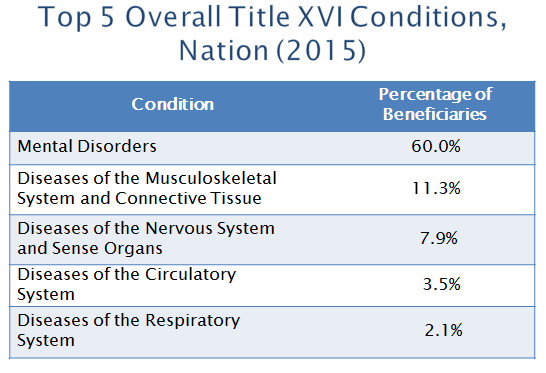 Top 5 Overall Title XVI Conditions,
Nation (2015)
Condition
Percentage of
Beneficiaries
Mental Disorders
60.0%
Diseases of the Musculoskeletal
System and Connective Tissue
11.3%
Diseases of the Nervous System
and Sense Organs
7.9%
Diseases of the Circulatory
System
3.5%
Diseases of the Respiratory
System
2.1%